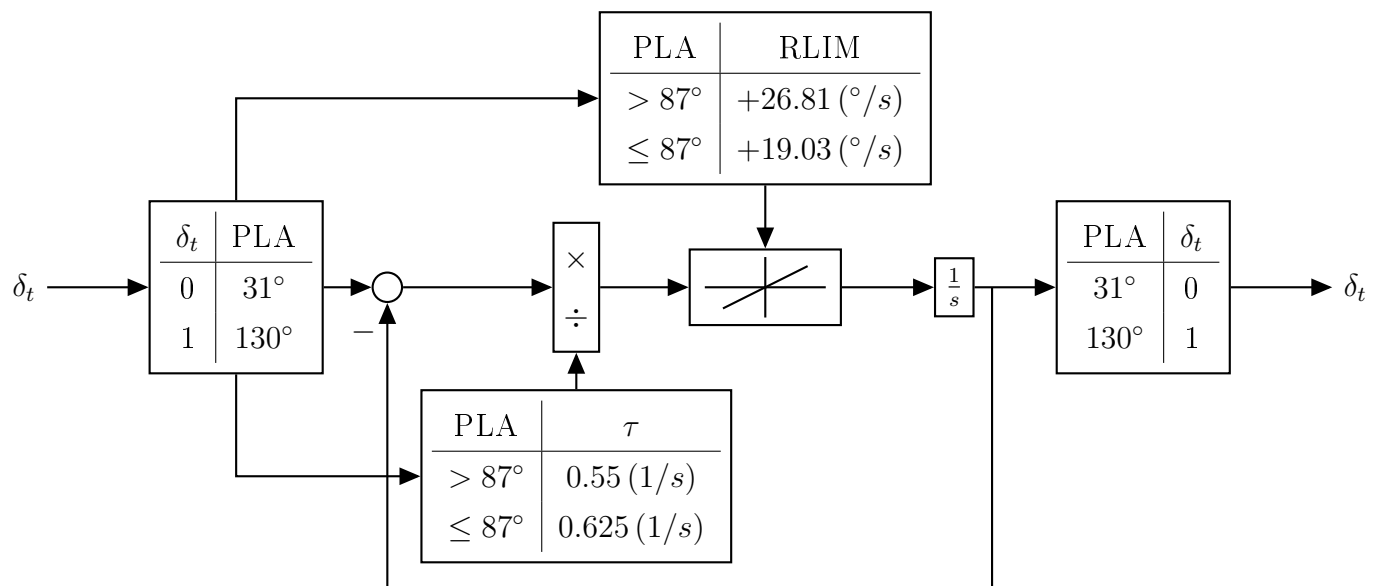 PLA RLIM
> 87° +26.81 (°/s)
≤ 87° +19.03 (°/s)
δt
δt PLA
0 31°
1 130°
−
×
÷
1/s
PLA δt
31° 0
130° 1
δt
PLA τ
> 87° 0.55 (1/s)
≤ 87° 0.625 (1/s)